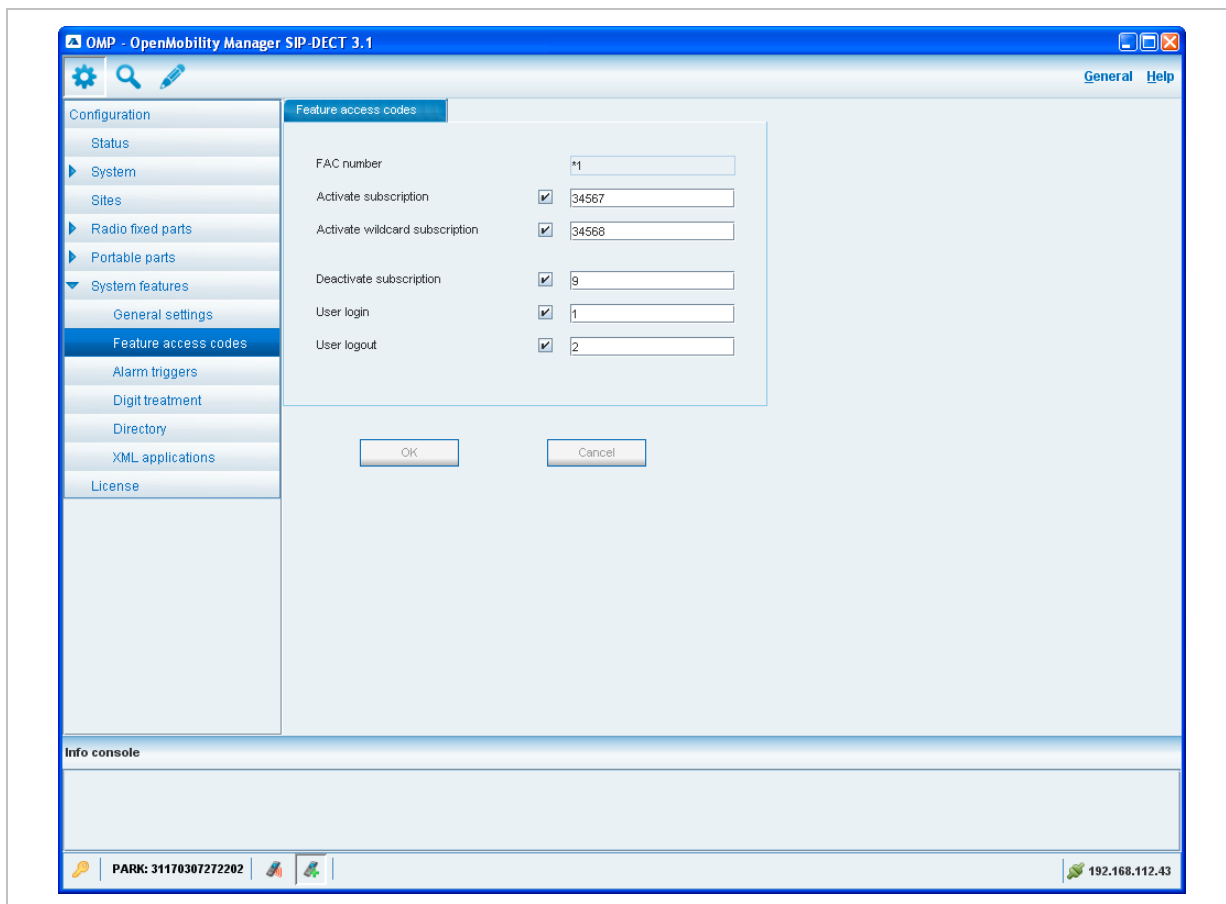 OMP - OpenMobility Manager SIP-DECT 3.1
General Help
Configuration
Status
System
Sites
Radio fixed parts
Portable parts
System features
General settings
Feature access codes
Alarm triggers
Digit treatment
Directory
XML applications
License
Feature access codes
FAC number *1
Activate subscription 34567
Activate wildcard subscription 34568
Deactivate subscription 9
User login 1
User logout 2
OK Cancel
Info console
PARK: 31170307272202
192.168.112.43